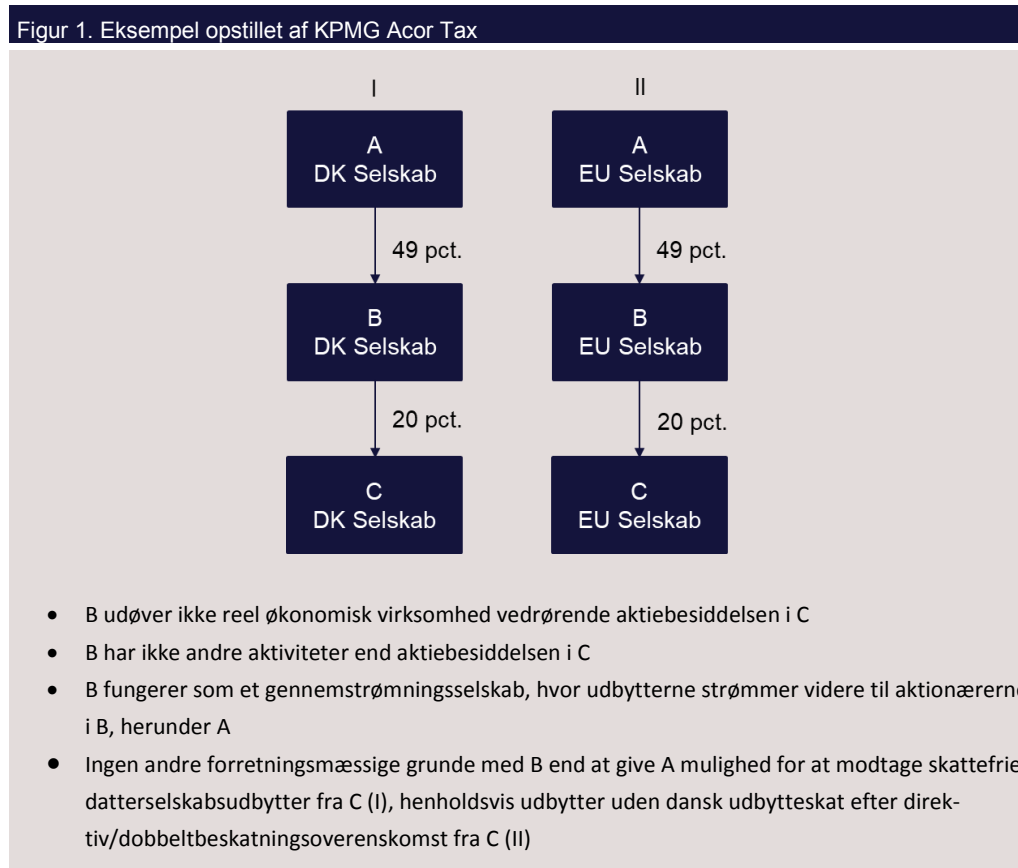 Figur 1. Eksempel opstillet af KPMG Acor Tax
I
II
A
DK Selskab
A
EU Selskab
49 pct.
49 pct.
B
DK Selskab
B
EU Selskab
20 pct.
20 pct.
C
DK Selskab
C
EU Selskab
• B udøver ikke reel økonomisk virksomhed vedrørende aktiebesiddelsen i C
• B har ikke andre aktiviteter end aktiebesiddelsen i C
• B fungerer som et gennemstrømningsselskab, hvor udbytterne strømmer videre til aktionærerne
i B, herunder A
• Ingen andre forretningsmæssige grunde med B end at give A mulighed for at modtage skattefrie
datterselskabsudbytter fra C (I), henholdsvis udbytter uden dansk udbytteskat efter direk-
tiv/dobbeltbeskatningsoverenskomst fra C (II)